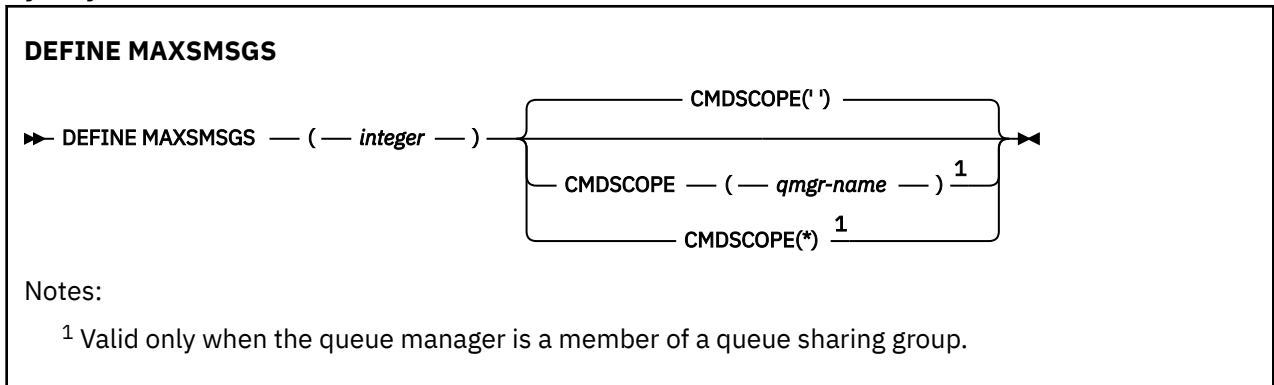 DEFINE MAXSMSGS
CMDSCOPE(' ')
DEFINE MAXSMSGS ( integer )
CMDSCOPE ( qmgr-name ) 1
CMDSCOPE(*) 1
Notes:
1 Valid only when the queue manager is a member of a queue sharing group.